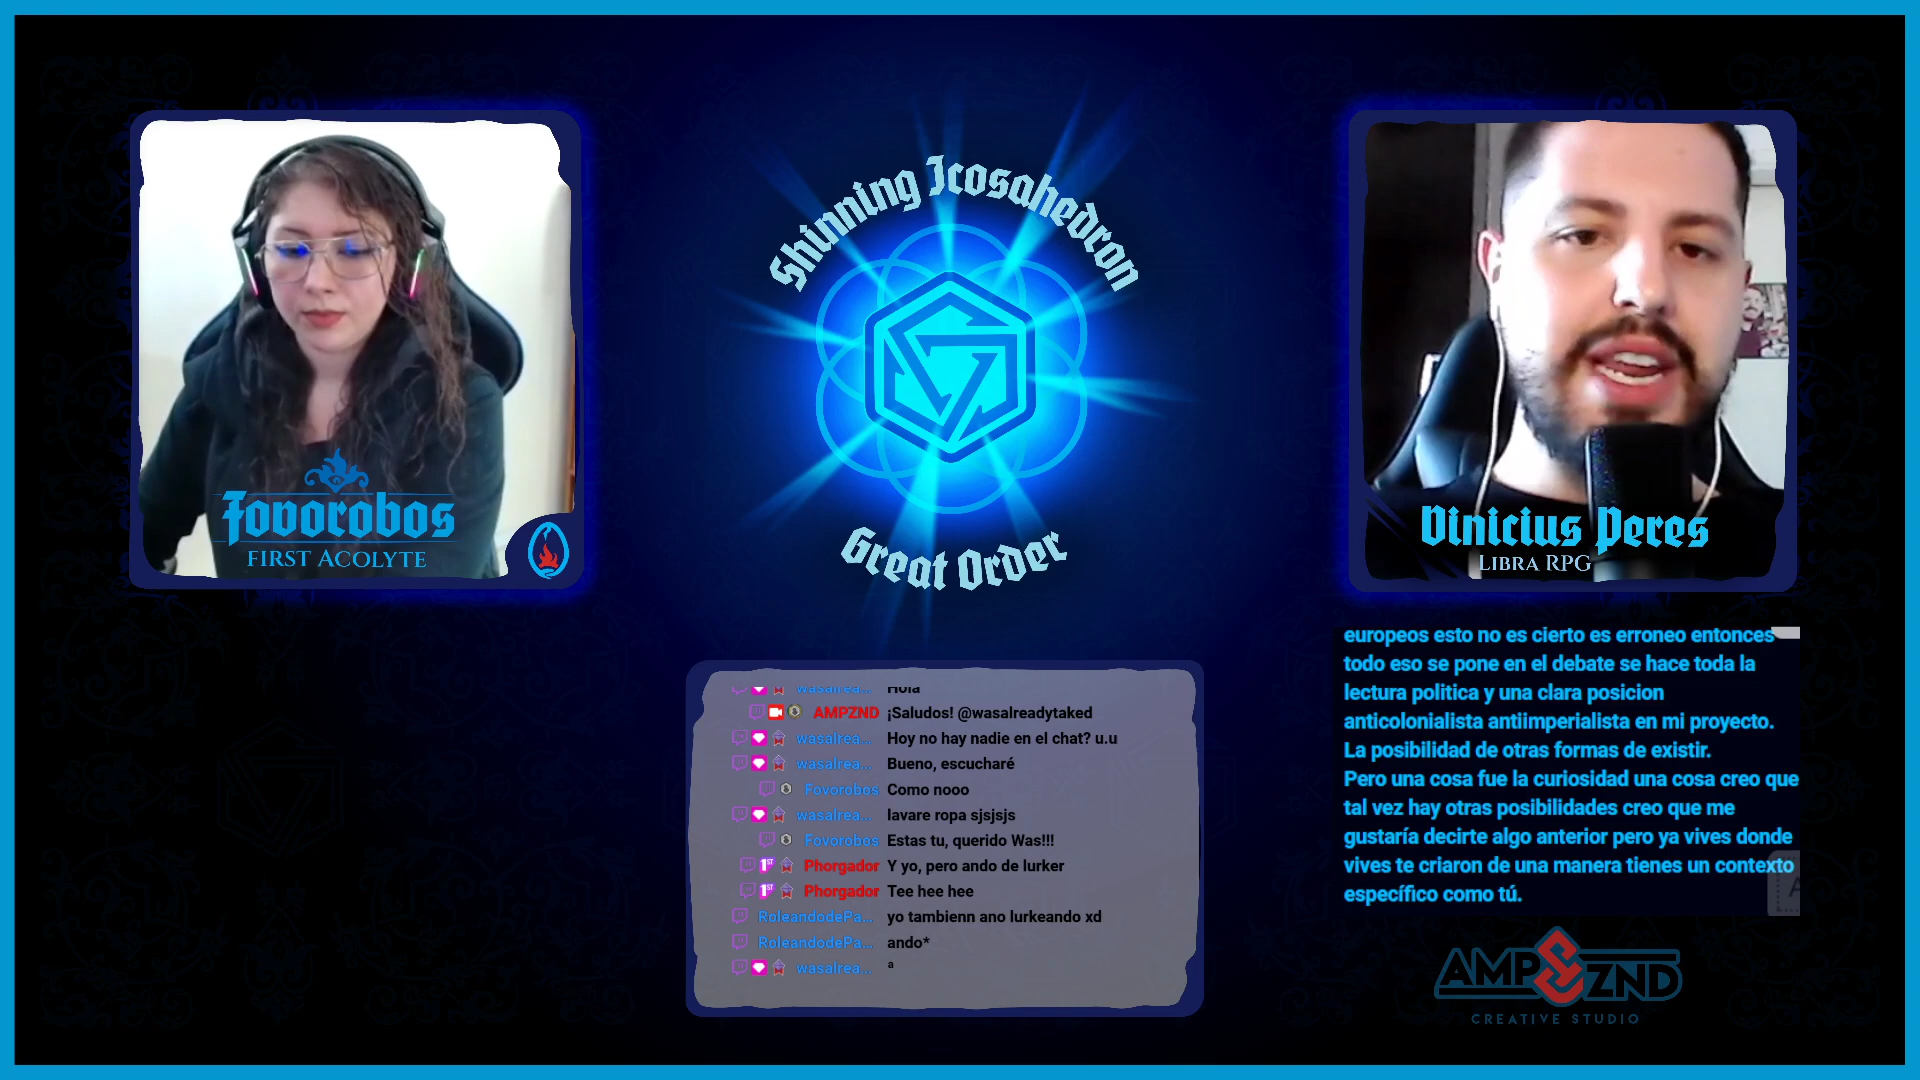 Shinning Icosahedron
Great Order
Fovorobos
FIRST ACOLYTE
Vinicius Peres
LIBRA RPG
wasalrea... Hola
AMPZND ¡Saludos! @wasalreadytaked
wasalrea... Hoy no hay nadie en el chat? u.u
wasalrea... Bueno, escucharé
Fovorobos Como nooo
wasalrea... lavare ropa sjsjsjs
Fovorobos Estas tu, querido Was!!!
1ST Phorgador Y yo, pero ando de lurker
1ST Phorgador Tee hee hee
RoleandodePa... yo tambienn ano lurkeando xd
RoleandodePa... ando*
wasalrea... a
europeos esto no es cierto es erroneo entonces
todo eso se pone en el debate se hace toda la
lectura politica y una clara posicion
anticolonialista antiimperialista en mi proyecto.
La posibilidad de otras formas de existir.
Pero una cosa fue la curiosidad una cosa creo que
tal vez hay otras posibilidades creo que me
gustaría decirte algo anterior pero ya vives donde
vives te criaron de una manera tienes un contexto
específico como tú.
AMPZND
CREATIVE STUDIO